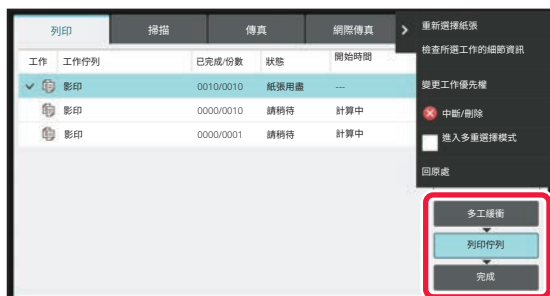 列印 掃描 傳真 網際傳真
工作 工作佇列 已完成/份數 狀態 開始時間
影印 0010/0010 紙張用盡 ---
影印 0000/0010 請稍待 計算中
影印 0000/0001 請稍待 計算中
重新選擇紙張
檢查所選工作的細節資訊
變更工作優先權
中斷/刪除
進入多重選擇模式
回原處
多工緩衝
列印佇列
完成